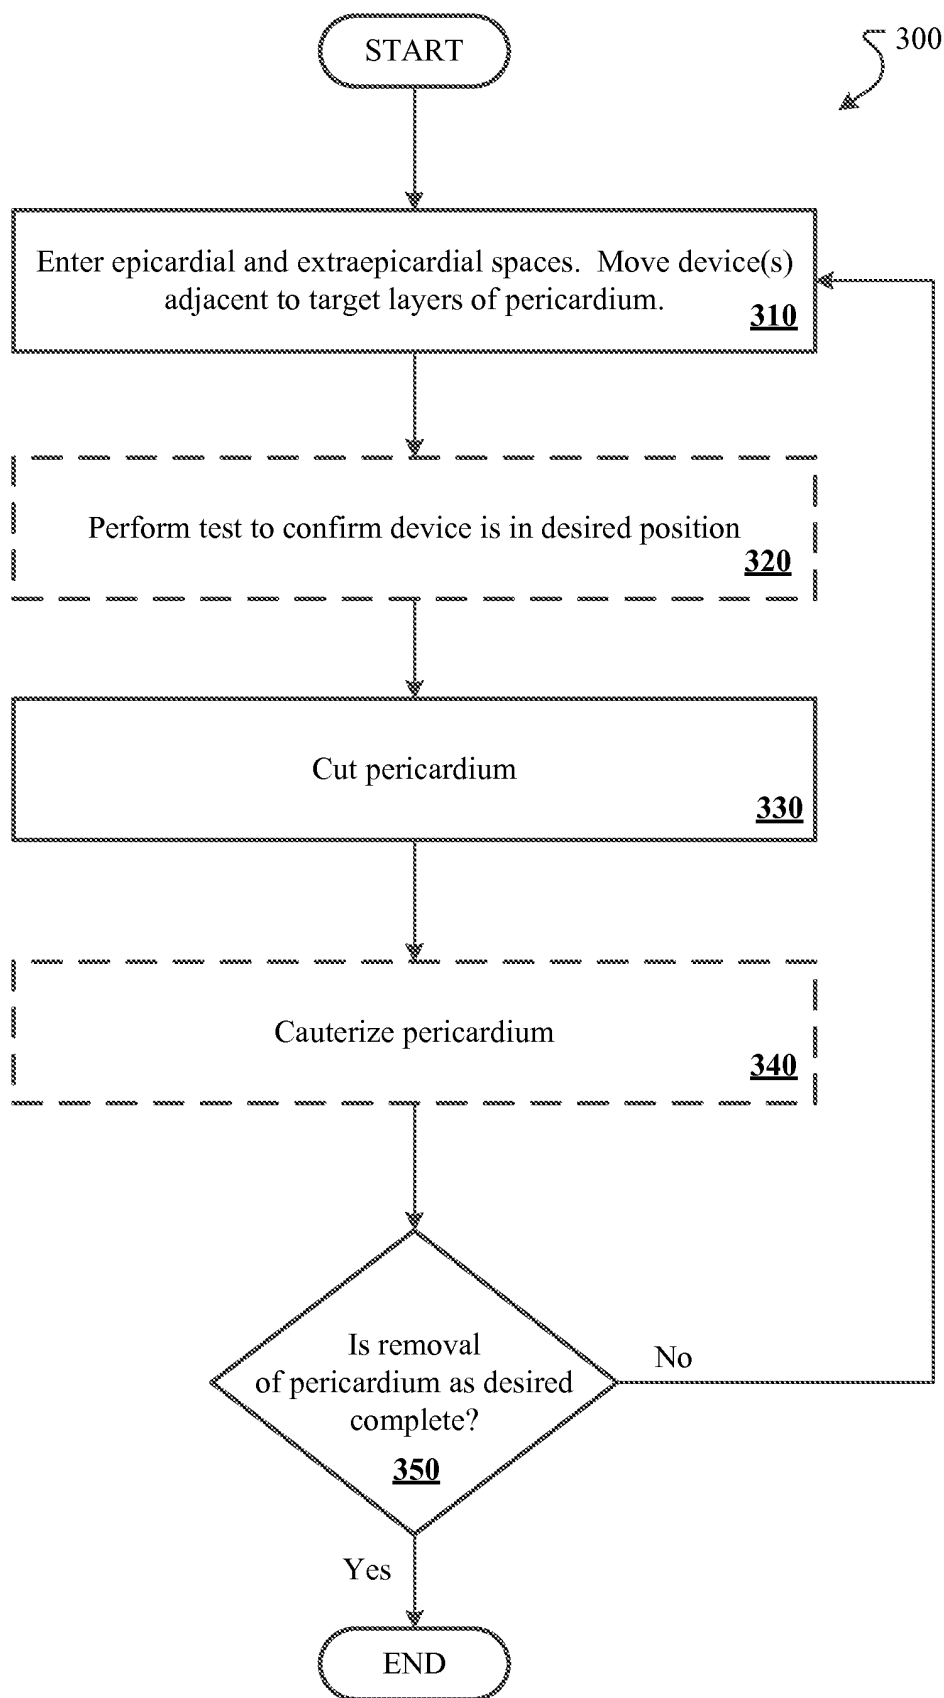 START
300
Enter epicardial and extraepicardial spaces.  Move device(s)
adjacent to target layers of pericardium.
310
Perform test to confirm device is in desired position
320
Cut pericardium
330
Cauterize pericardium
340
Is removal
of pericardium as desired
complete?
350
No
Yes
END